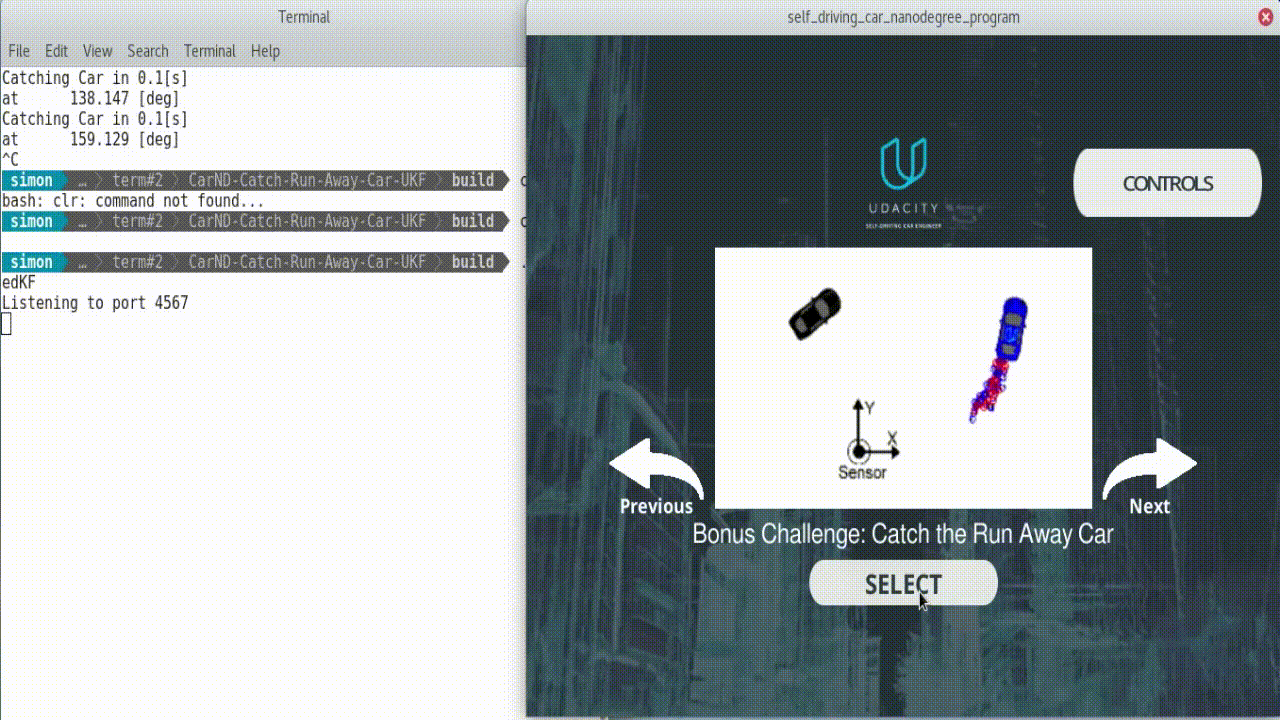 Terminal
File Edit View Search Terminal Help
Catching Car in 0.1[s]
at 138.147 [deg]
Catching Car in 0.1[s]
at 159.129 [deg]
^C
simon … term#2 CarND-Catch-Run-Away-Car-UKF build c
bash: clr: command not found...
simon … term#2 CarND-Catch-Run-Away-Car-UKF build c
simon … term#2 CarND-Catch-Run-Away-Car-UKF build .
edKF
Listening to port 4567
self_driving_car_nanodegree_program
UDACITY
SELF-DRIVING CAR ENGINEER
CONTROLS
Y
X
Sensor
Previous
Next
Bonus Challenge: Catch the Run Away Car
SELECT